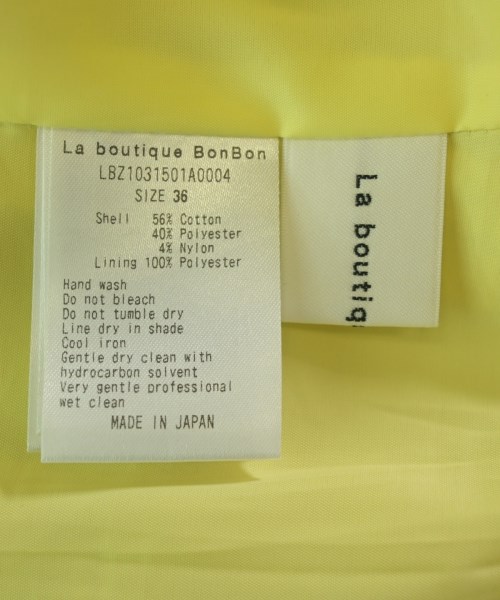 La boutique BonBon
LBZ1031501A0004
SIZE 36
Shell 56% Cotton
40% Polyester
4% Nylon
Lining 100% Polyester
Hand wash
Do not bleach
Do not tumble dry
Line dry in shade
Cool iron
Gentle dry clean with
hydrocarbon solvent
Very gentle professional
wet clean
MADE IN JAPAN
La boutiq